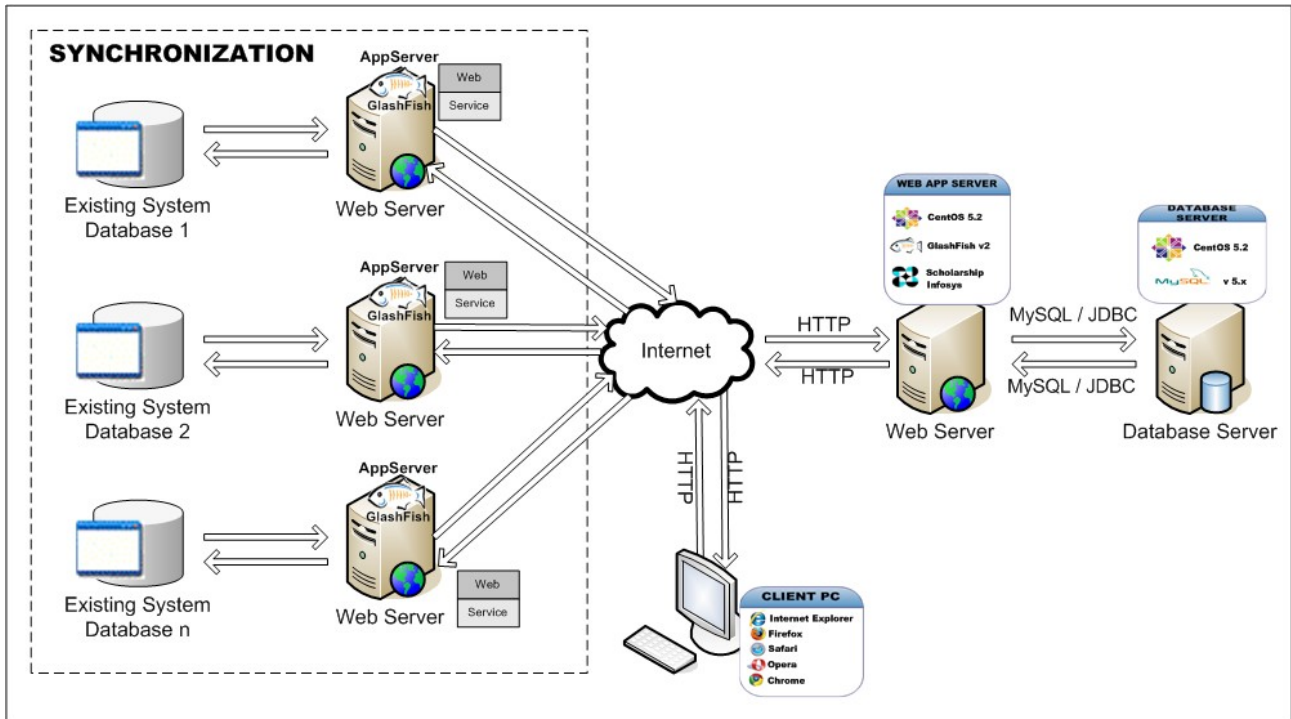 SYNCHRONIZATION
AppServer
GlashFish
Web
Service
Existing System
Database 1
Web Server
AppServer
GlashFish
Web
Service
Existing System
Database 2
Web Server
AppServer
GlashFish
Web
Service
Existing System
Database n
Web Server
Internet
HTTP
HTTP
HTTP
HTTP
WEB APP SERVER
CentOS 5.2
GlashFish v2
Scholarship
Infosys
Web Server
MySQL / JDBC
MySQL / JDBC
DATABASE
SERVER
CentOS 5.2
MySQL v 5.x
Database Server
CLIENT PC
Internet Explorer
Firefox
Safari
Opera
Chrome